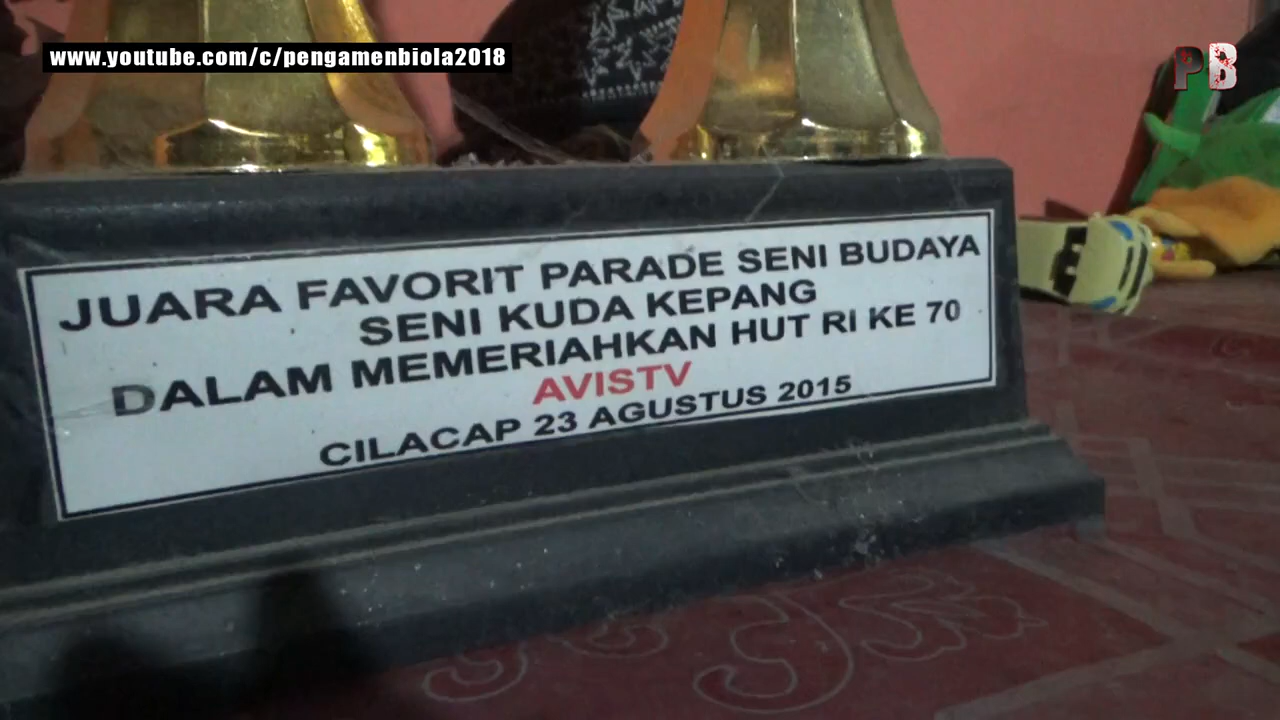 www.youtube.com/c/pengamenbiola2018
PB
JUARA FAVORIT PARADE SENI BUDAYA
SENI KUDA KEPANG
DALAM MEMERIAHKAN HUT RI KE 70
AVISTV
CILACAP 23 AGUSTUS 2015